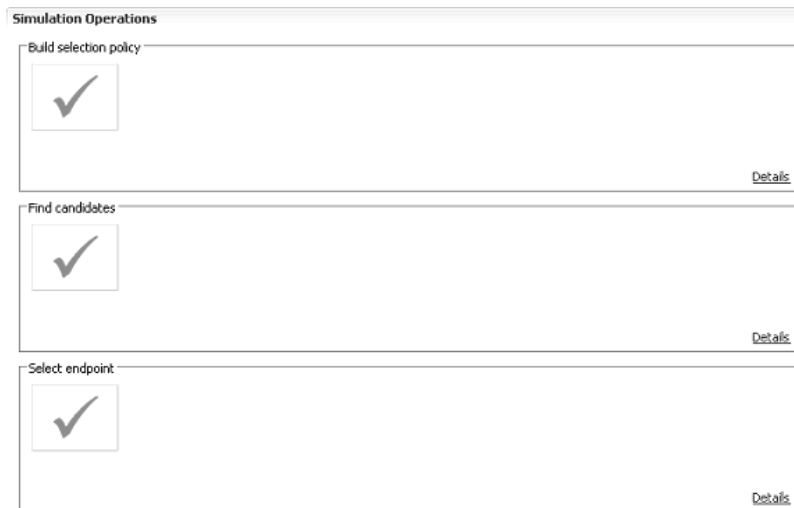 Simulation Operations
Build selection policy
Details
Find candidates
Details
Select endpoint
Details